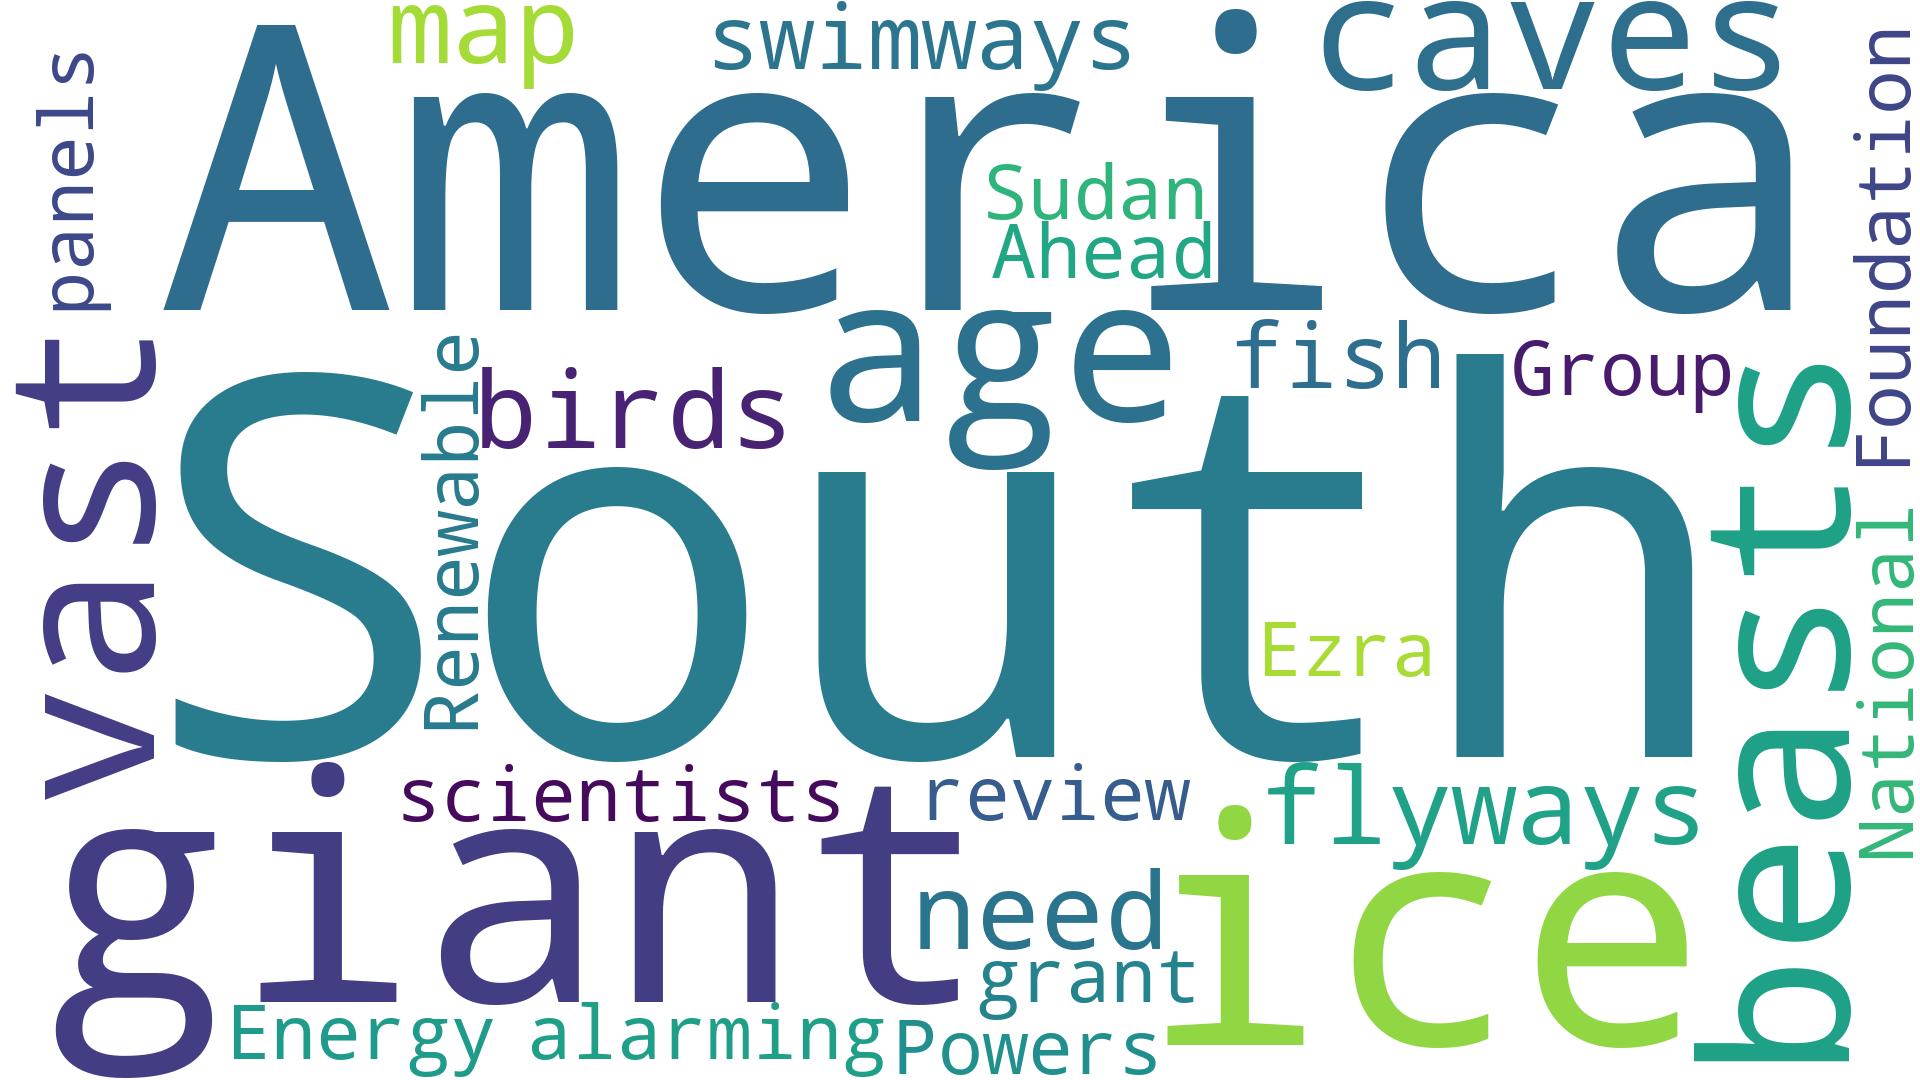 map
swimways
caves
America
panels
Foundation
Sudan
Ahead
age
fish
Group
birds
Renewable
vast
South
beasts
National
Ezra
scientists
review
flyways
giant
need
ice
grant
Energy
alarming
Powers